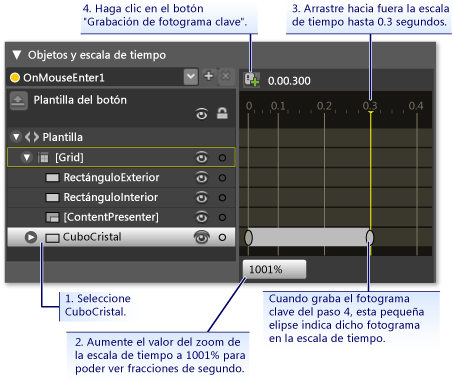 4. Haga clic en el botón
"Grabación de fotograma clave".
3. Arrastre hacia fuera la escala
de tiempo hasta 0.3 segundos.
Objetos y escala de tiempo
OnMouseEnter1
0.00.300
Plantilla del botón
0 0.1 0.2 0.3 0.4
Plantilla
[Grid]
RectánguloExterior
RectánguloInterior
[ContentPresenter]
CuboCristal
1001%
1. Seleccione
CuboCristal.
2. Aumente el valor del zoom de
la escala de tiempo a 1001% para
poder ver fracciones de segundo.
Cuando graba el fotograma
clave del paso 4, esta pequeña
elipse indica dicho fotograma
en la escala de tiempo.